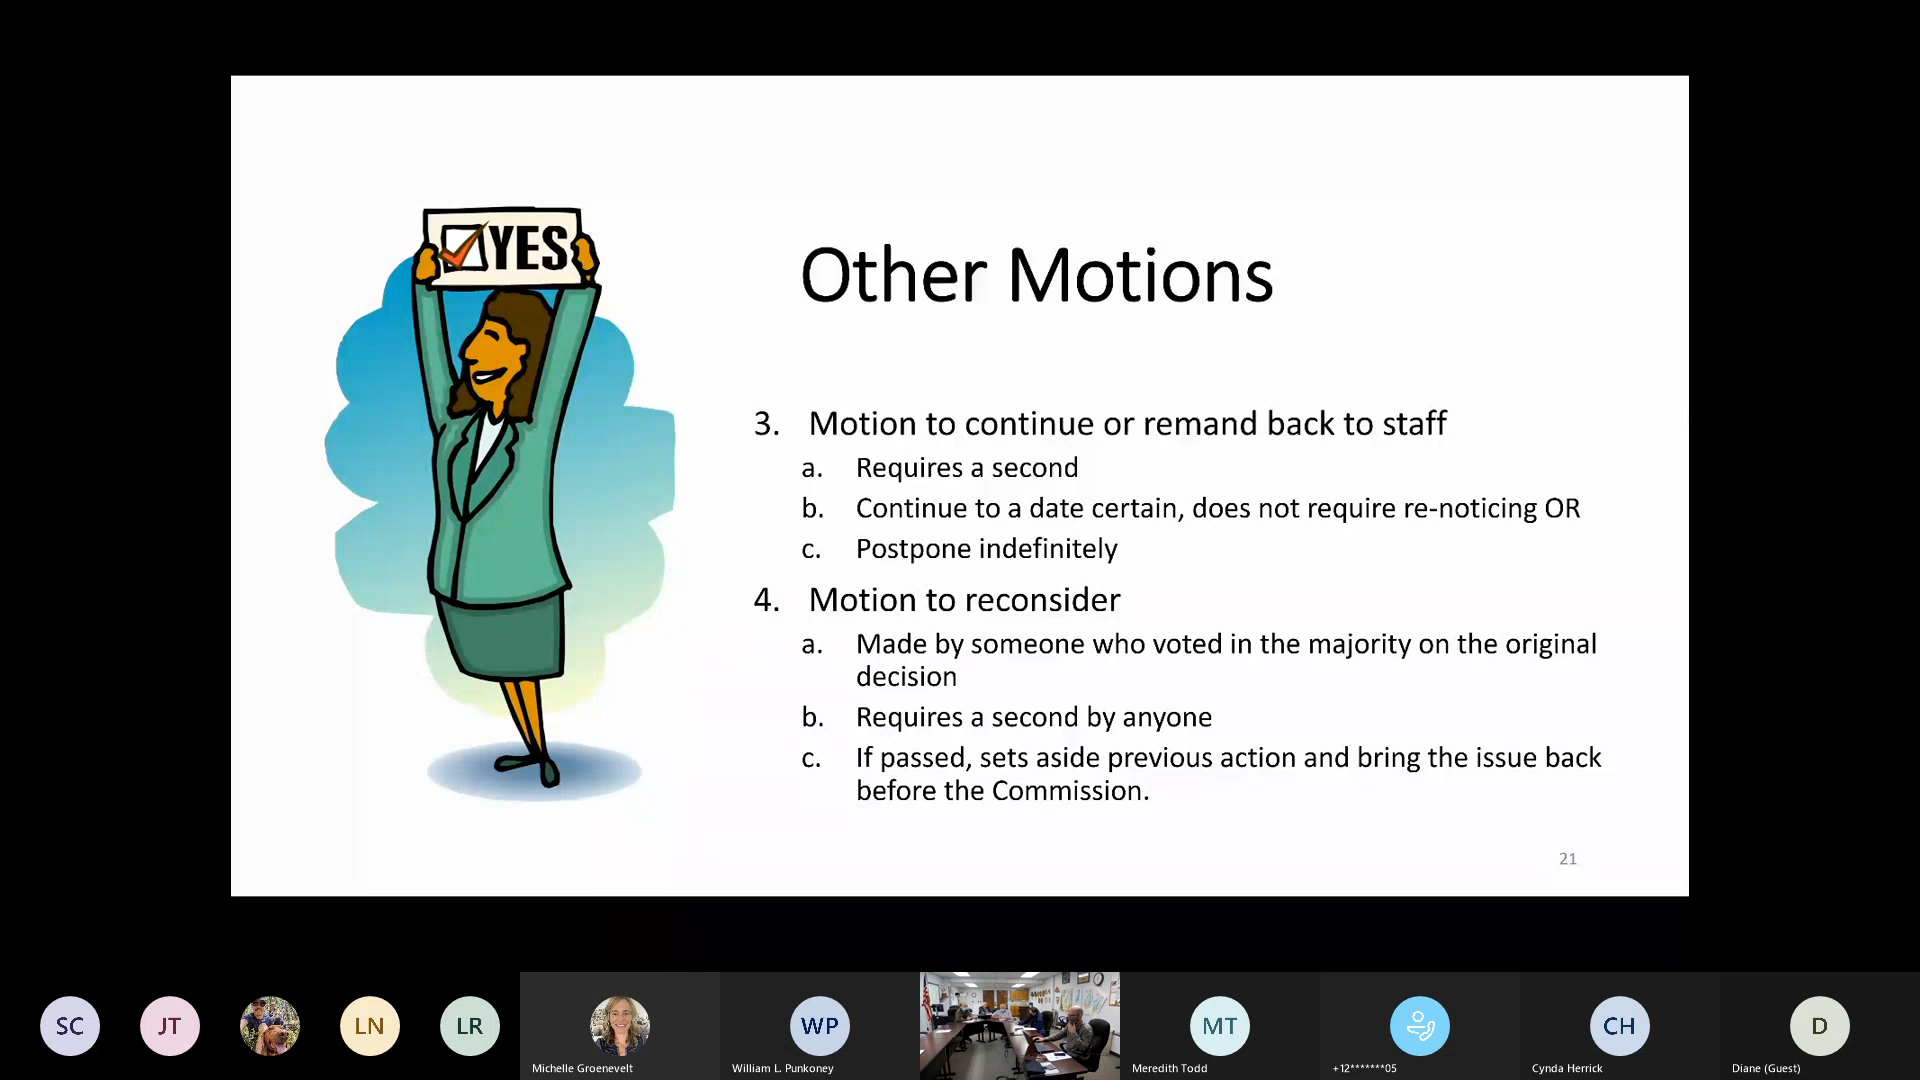 YES
Other Motions
3. Motion to continue or remand back to staff
a. Requires a second
b. Continue to a date certain, does not require re-noticing OR
c. Postpone indefinitely
4. Motion to reconsider
a. Made by someone who voted in the majority on the original
decision
b. Requires a second by anyone
c. If passed, sets aside previous action and bring the issue back
before the Commission.
21
SC
JT
LN
LR
Michelle Groenevelt
WP
William L. Punkoney
MT
Meredith Todd
+12*******05
CH
Cynda Herrick
D
Diane (Guest)